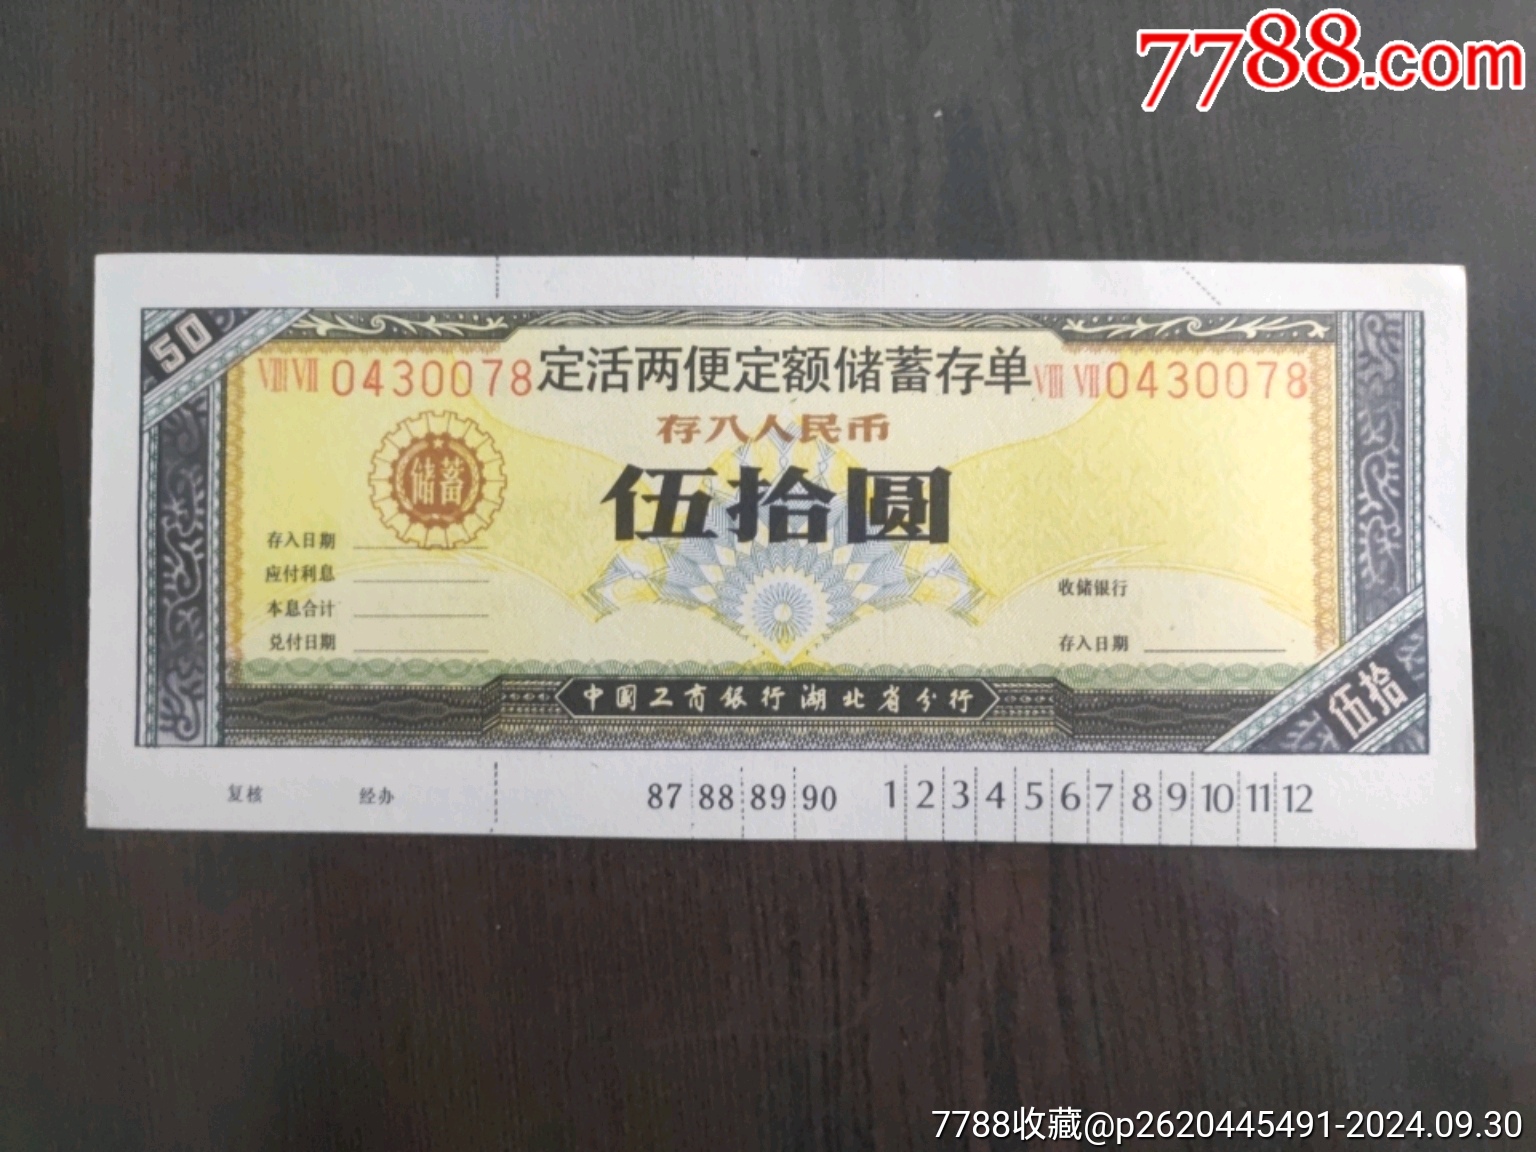 7788.com
50
Ⅷ Ⅶ 0430078 定活两便定额储蓄存单 Ⅷ Ⅶ 0430078
存入人民币
储蓄
伍拾圆
存入日期
应付利息
本息合计
兑付日期
收储银行
存入日期
中国工商银行湖北省分行
伍拾
复核 经办 87 88 89 90 1 2 3 4 5 6 7 8 9 10 11 12
7788收藏@p2620445491-2024.09.30